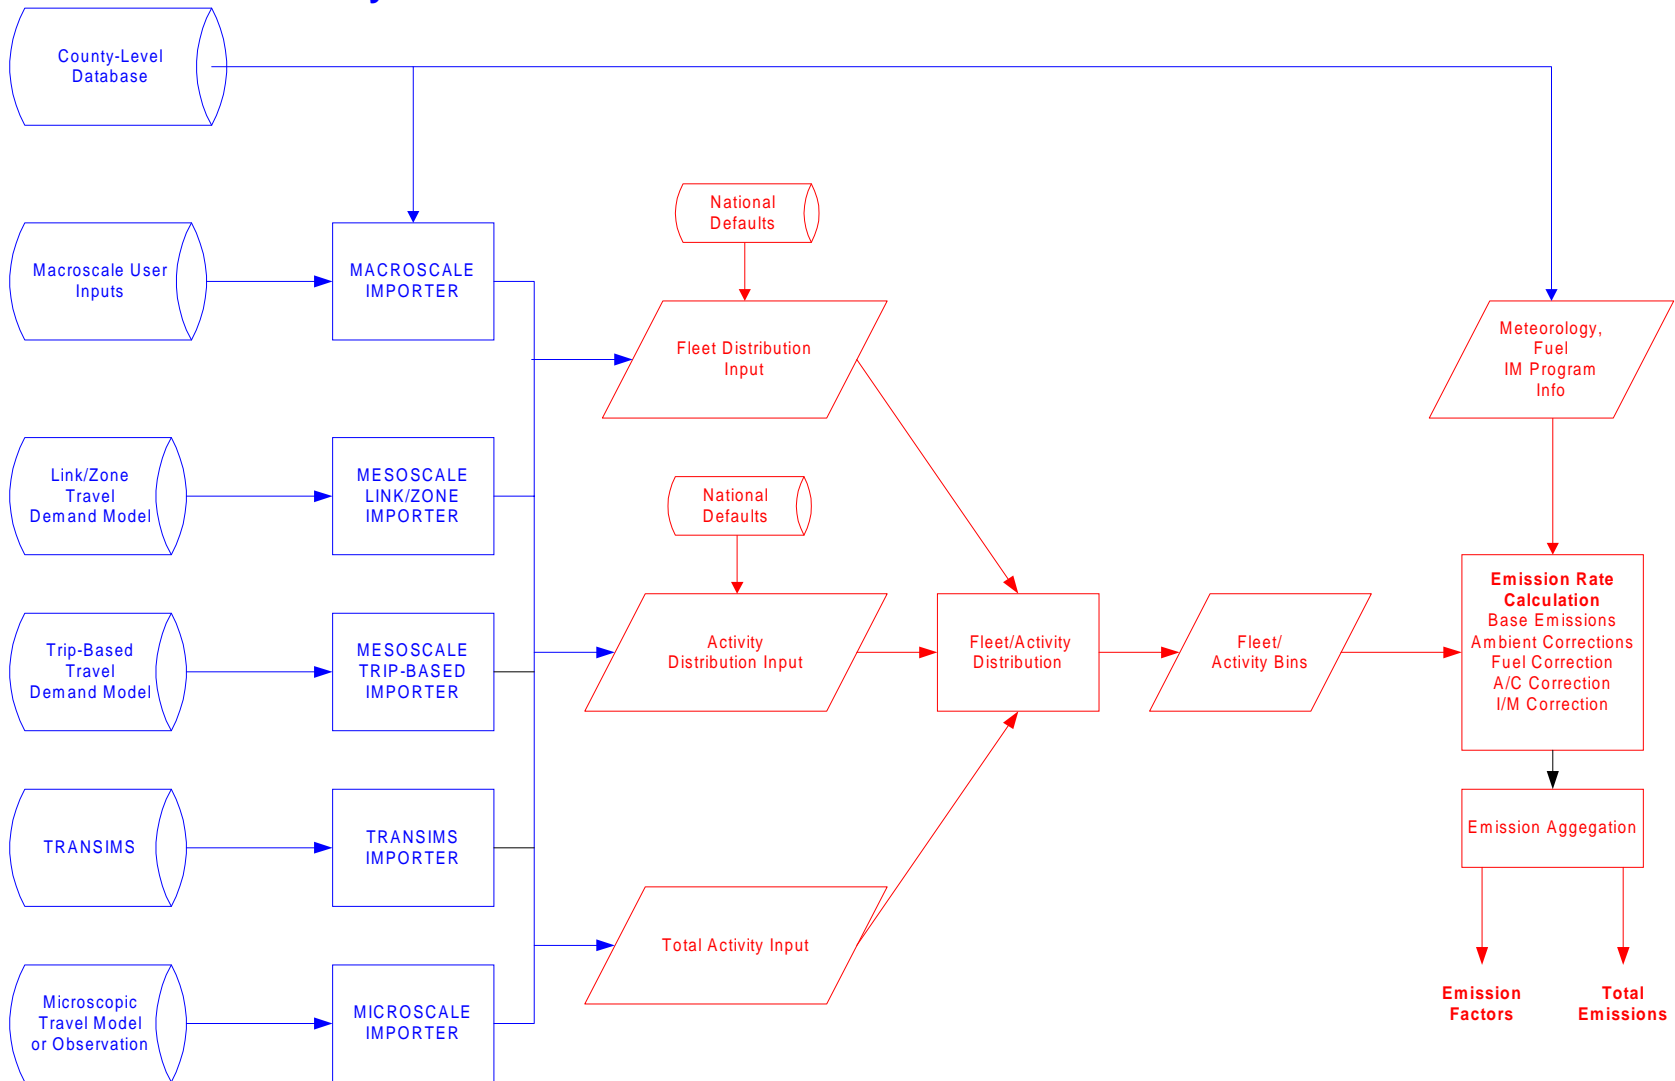 County-Level
Database
National
Defaults
Macroscale User
Inputs
MACROSCALE
IMPORTER
Fleet Distribution
Input
Meteorology,
Fuel
IM Program
Info
Link/Zone
Travel
Demand Model
MESOSCALE
LINK/ZONE
IMPORTER
National
Defaults
Trip-Based
Travel
Demand Model
MESOSCALE
TRIP-BASED
IMPORTER
Activity
Distribution Input
Fleet/Activity
Distribution
Fleet/
Activity Bins
Emission Rate
Calculation
Base Emissions
Ambient Corrections
Fuel Correction
A/C Correction
I/M Correction
TRANSIMS
TRANSIMS
IMPORTER
Emission Aggegation
Total Activity Input
Microscopic
Travel Model
or Observation
MICROSCALE
IMPORTER
Emission
Factors
Total
Emissions